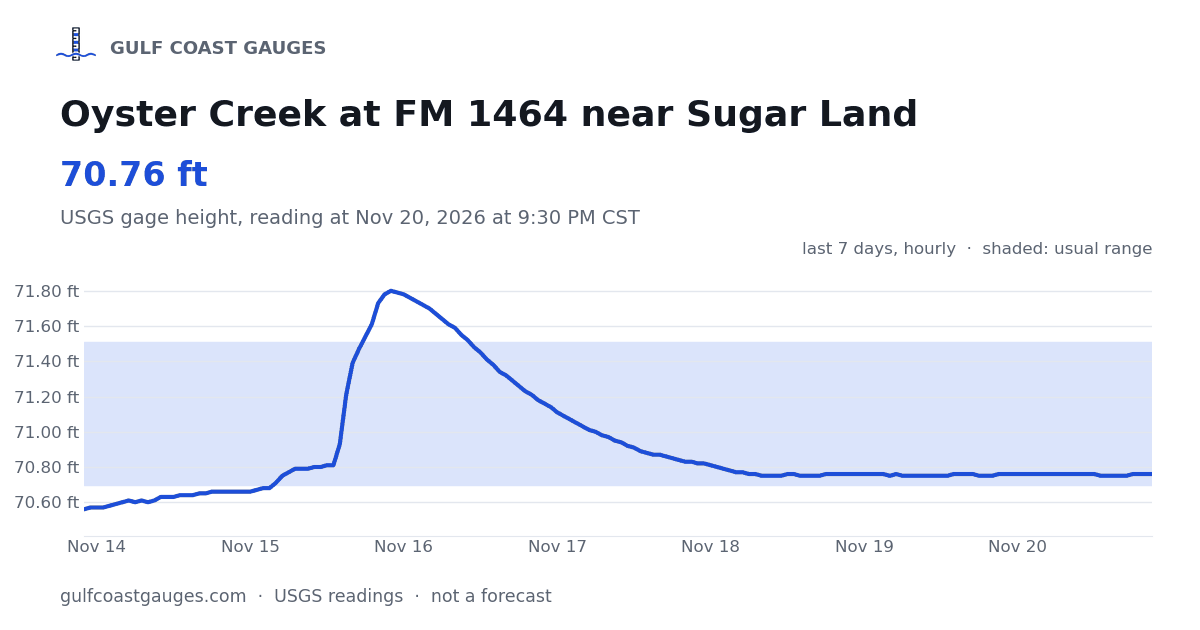 GULF COAST GAUGES
Oyster Creek at FM 1464 near Sugar Land
70.76 ft
USGS gage height, reading at Nov 20, 2026 at 9:30 PM CST
last 7 days, hourly · shaded: usual range
71.80 ft
71.60 ft
71.40 ft
71.20 ft
71.00 ft
70.80 ft
70.60 ft
Nov 14 Nov 15 Nov 16 Nov 17 Nov 18 Nov 19 Nov 20
gulfcoastgauges.com · USGS readings · not a forecast